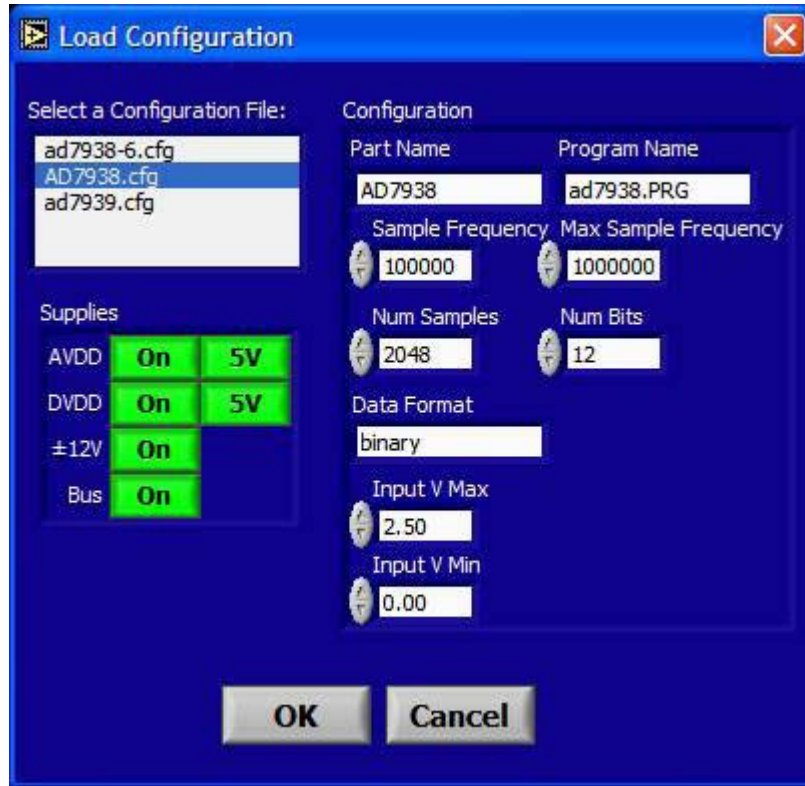 Load Configuration
Select a Configuration File:
ad7938-6.cfg
AD7938.cfg
ad7939.cfg
Supplies
AVDD On 5V
DVDD On 5V
±12V On
Bus On
Configuration
Part Name Program Name
AD7938 ad7938.PRG
Sample Frequency Max Sample Frequency
100000 1000000
Num Samples Num Bits
2048 12
Data Format
binary
Input V Max
2.50
Input V Min
0.00
OK Cancel